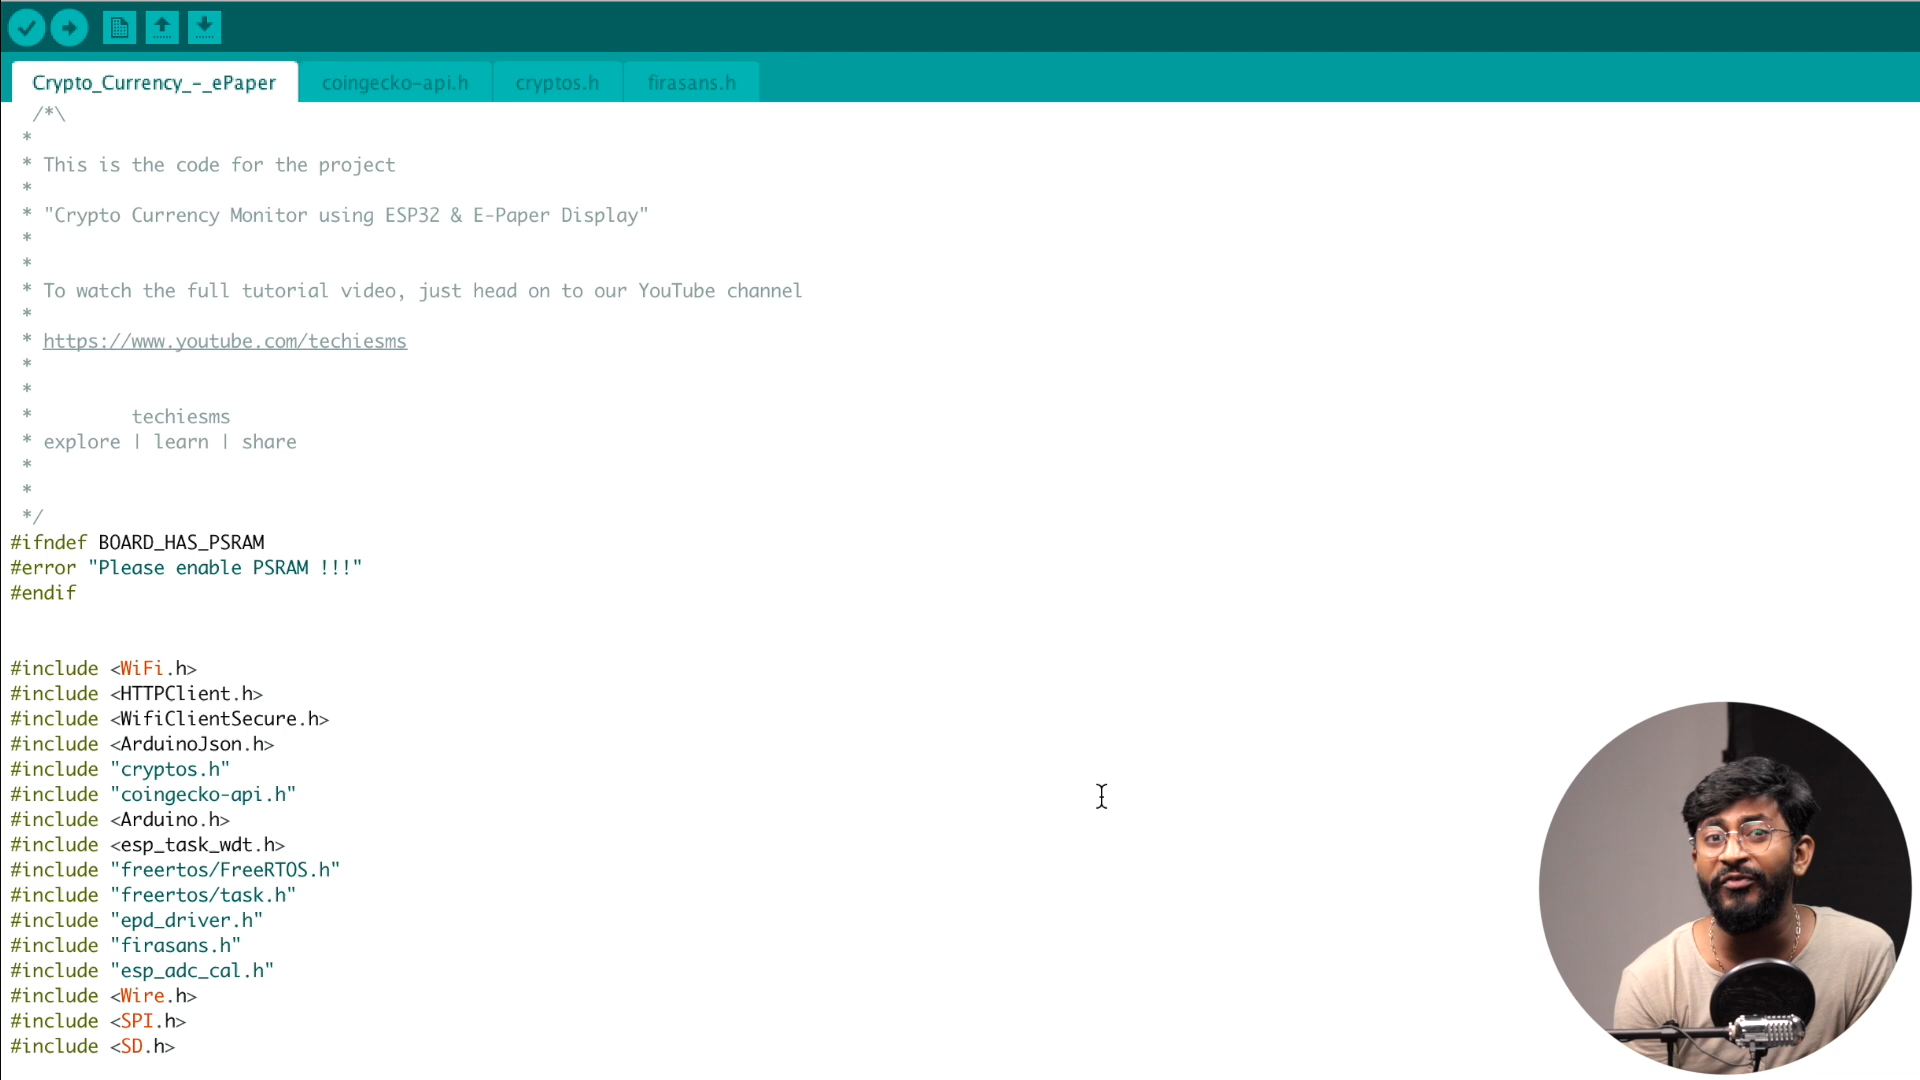 Crypto_Currency_-_ePaper coingecko-api.h cryptos.h firasans.h
/*\
*
* This is the code for the project
*
* "Crypto Currency Monitor using ESP32 & E-Paper Display"
*
*
* To watch the full tutorial video, just head on to our YouTube channel
*
* https://www.youtube.com/techiesms
*
*
* techiesms
* explore | learn | share
*
*
*/
#ifndef BOARD_HAS_PSRAM
#error "Please enable PSRAM !!!"
#endif
#include <WiFi.h>
#include <HTTPClient.h>
#include <WifiClientSecure.h>
#include <ArduinoJson.h>
#include "cryptos.h"
#include "coingecko-api.h"
#include <Arduino.h>
#include <esp_task_wdt.h>
#include "freertos/FreeRTOS.h"
#include "freertos/task.h"
#include "epd_driver.h"
#include "firasans.h"
#include "esp_adc_cal.h"
#include <Wire.h>
#include <SPI.h>
#include <SD.h>